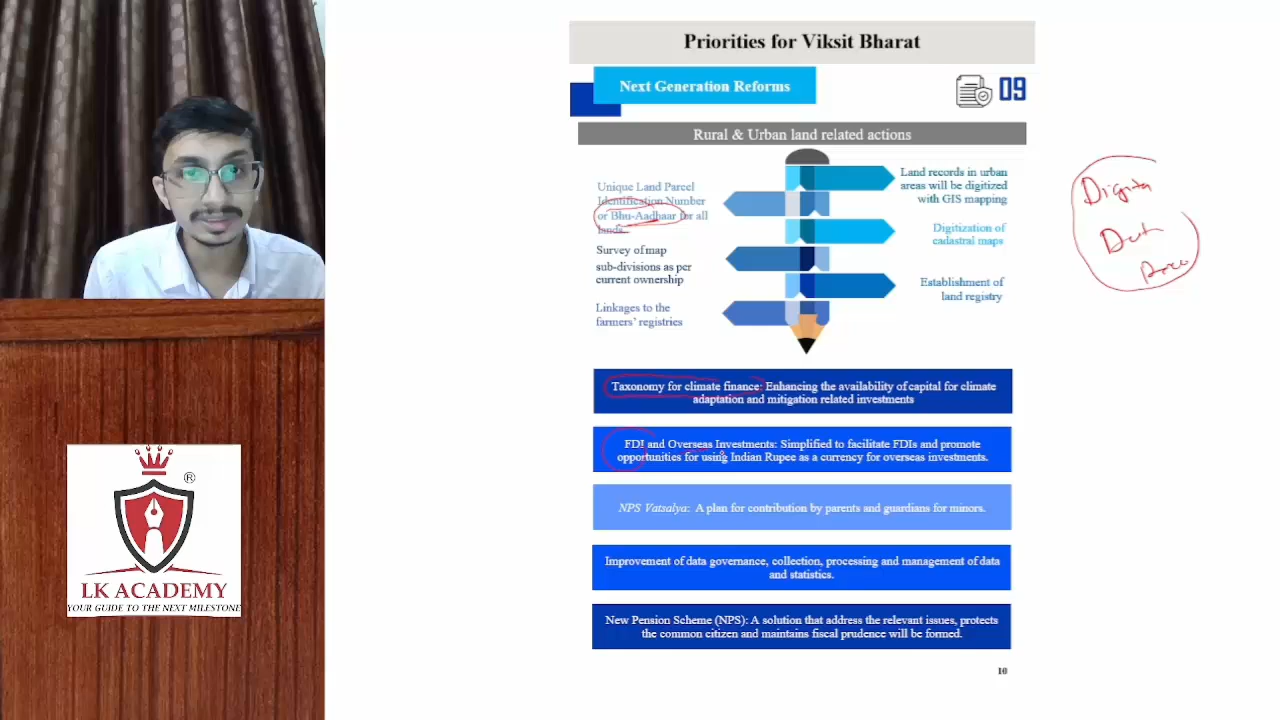 Priorities for Viksit Bharat
Next Generation Reforms
09
Rural & Urban land related actions
Unique Land Parcel
Identification Number
or Bhu-Aadhaar for all
lands
Survey of map
sub-divisions as per
current ownership
Linkages to the
farmers' registries
Land records in urban
areas will be digitized
with GIS mapping
Digitization of
cadastral maps
Establishment of
land registry
Taxonomy for climate finance: Enhancing the availability of capital for climate
adaptation and mitigation related investments
FDI and Overseas Investments: Simplified to facilitate FDIs and promote
opportunities for using Indian Rupee as a currency for overseas investments.
NPS Vatsalya: A plan for contribution by parents and guardians for minors.
Improvement of data governance, collection, processing and management of data
and statistics.
New Pension Scheme (NPS): A solution that address the relevant issues, protects
the common citizen and maintains fiscal prudence will be formed.
16
®
LK ACADEMY
YOUR GUIDE TO THE NEXT MILESTONE